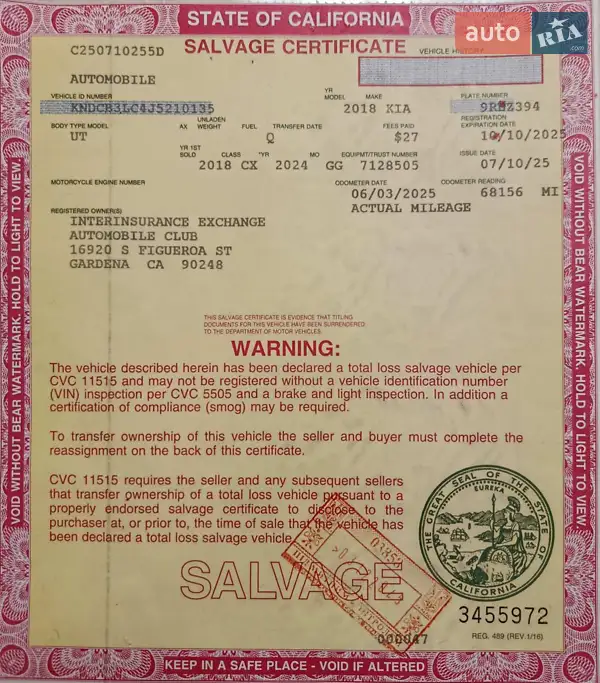 STATE OF CALIFORNIA
auto RIA .com
C250710255D
SALVAGE CERTIFICATE
AUTOMOBILE
VEHICLE ID NUMBER
YR MODEL
MAKE
PLATE NUMBER
KNDCB3LC4J5210135
2018 KIA
REGISTRATION
EXPIRATION DATE
BODY TYPE MODEL
AX
UNLADEN WEIGHT
FUEL
TRANSFER DATE
FEES PAID
UT
Q
$27
10/10/2025
YR 1ST SOLD
CLASS
*YR
MO
EQUIPMT/TRUST NUMBER
ISSUE DATE
2018 CX 2024 GG 7128505
07/10/25
MOTORCYCLE ENGINE NUMBER
ODOMETER DATE
ODOMETER READING
06/03/2025
68156 MI
REGISTERED OWNER(S)
ACTUAL MILEAGE
INTERINSURANCE EXCHANGE
AUTOMOBILE CLUB
16920 S FIGUEROA ST
GARDENA CA 90248
THIS SALVAGE CERTIFICATE IS EVIDENCE THAT TITLING
DOCUMENTS FOR THIS VEHICLE HAVE BEEN SURRENDERED
TO THE DEPARTMENT OF MOTOR VEHICLES.
WARNING:
The vehicle described herein has been declared a total loss salvage vehicle per
CVC 11515 and may not be registered without a vehicle identification number
(VIN) inspection per CVC 5505 and a brake and light inspection. In addition a
certification of compliance (smog) may be required.
To transfer ownership of this vehicle the seller and buyer must complete the
reassignment on the back of this certificate.
CVC 11515 requires the seller and any subsequent sellers
that transfer ownership of a total loss vehicle pursuant to a
properly endorsed salvage certificate to disclose to the
purchaser at, or prior to, the time of sale that the vehicle has
been declared a total loss salvage vehicle.
THE GREAT SEAL OF THE STATE OF CALIFORNIA
EUREKA
SALVAGE
3455972
REG. 489 (REV.1/16)
KEEP IN A SAFE PLACE - VOID IF ALTERED
VOID WITHOUT BEAR WATERMARK. HOLD TO LIGHT TO VIEW.
VOID WITHOUT BEAR WATERMARK. HOLD TO LIGHT TO VIEW